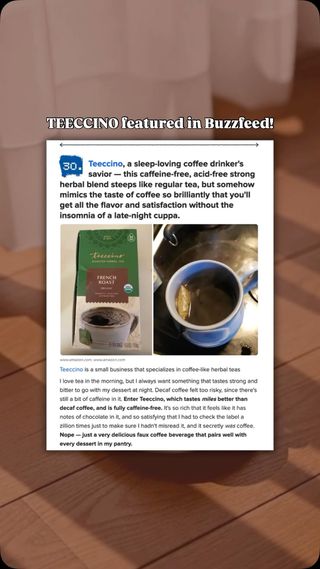 TEECCINO featured in Buzzfeed!
30.
Teeccino, a sleep-loving coffee drinker's
savior — this caffeine-free, acid-free strong
herbal blend steeps like regular tea, but somehow
mimics the taste of coffee so brilliantly that you'll
get all the flavor and satisfaction without the
insomnia of a late-night cuppa.
teeccino
ROASTED HERBAL TEA
FRENCH
ROAST
www.amazon.com, www.amazon.com
Teeccino is a small business that specializes in coffee-like herbal teas
I love tea in the morning, but I always want something that tastes strong and
bitter to go with my dessert at night. Decaf coffee felt too risky, since there's
still a bit of caffeine in it. Enter Teeccino, which tastes miles better than
decaf coffee, and is fully caffeine-free. It's so rich that it feels like it has
notes of chocolate in it, and so satisfying that I had to check the label a
zillion times just to make sure I hadn't misread it, and it secretly was coffee.
Nope — just a very delicious faux coffee beverage that pairs well with
every dessert in my pantry.